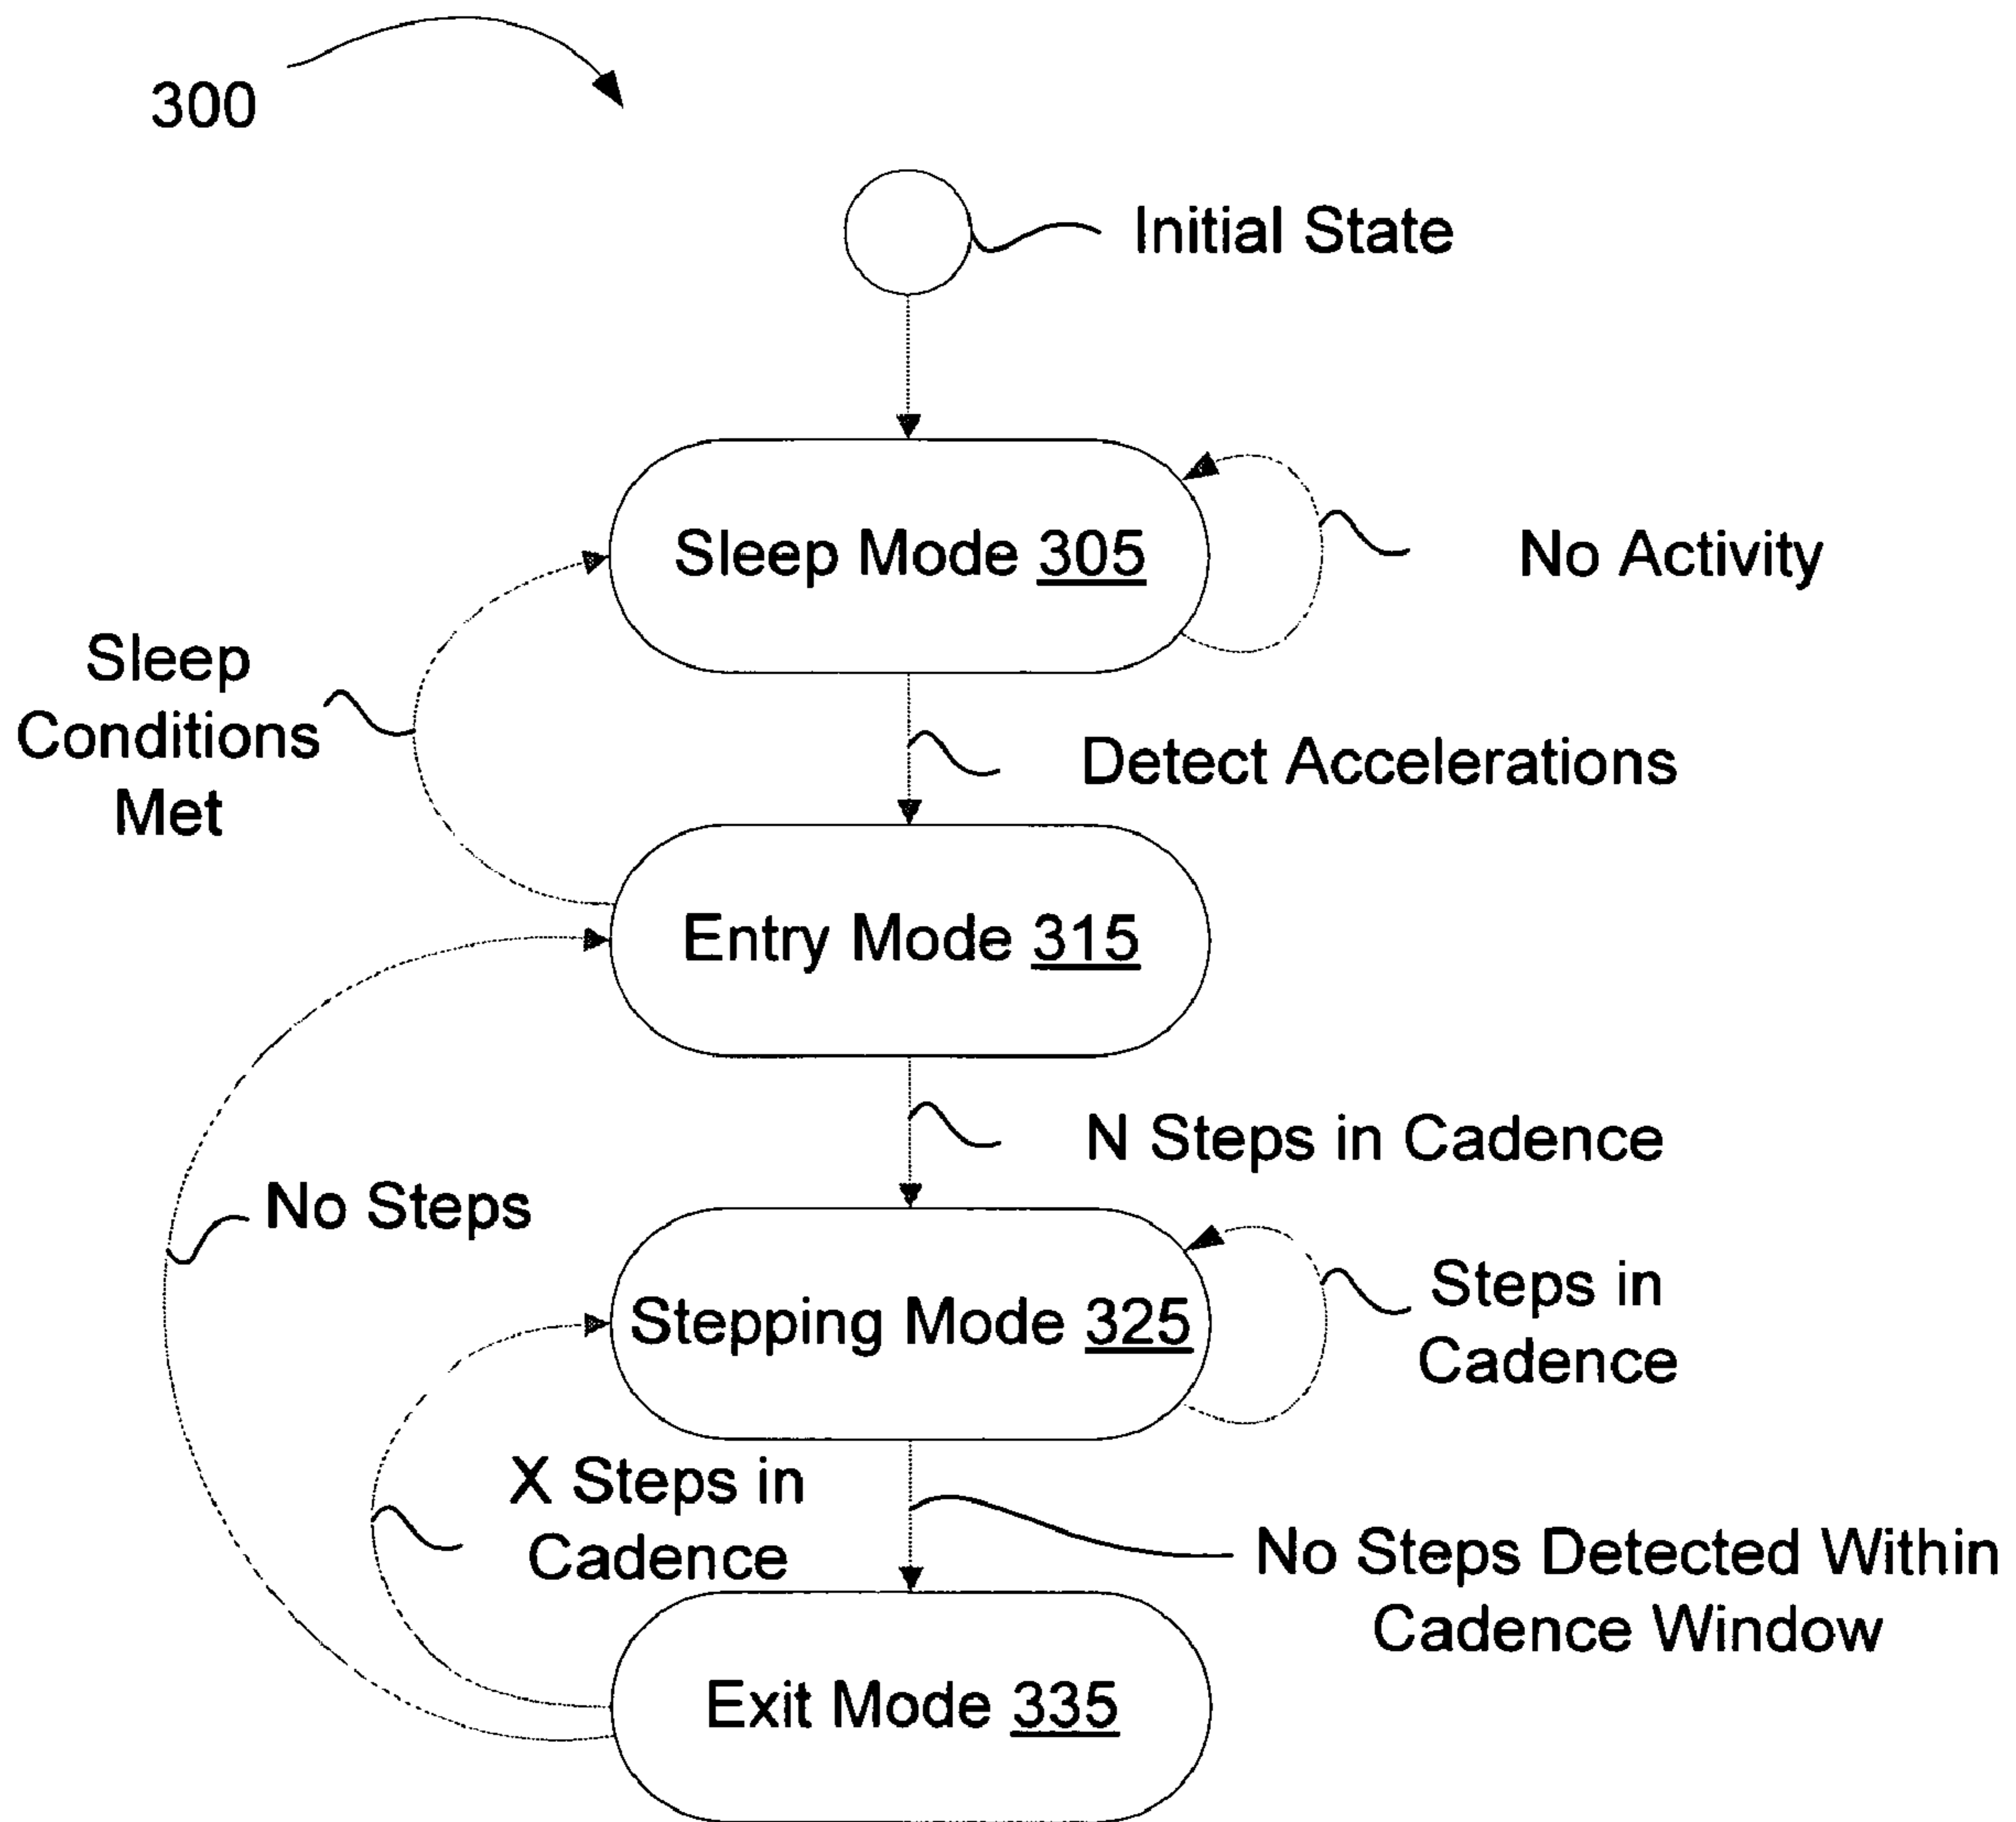 300
Initial State
Sleep Mode 305
No Activity
Sleep
Conditions
Met
Detect Accelerations
Entry Mode 315
N Steps in Cadence
No Steps
Stepping Mode 325
Steps in
Cadence
X Steps in
Cadence
No Steps Detected Within
Cadence Window
Exit Mode 335